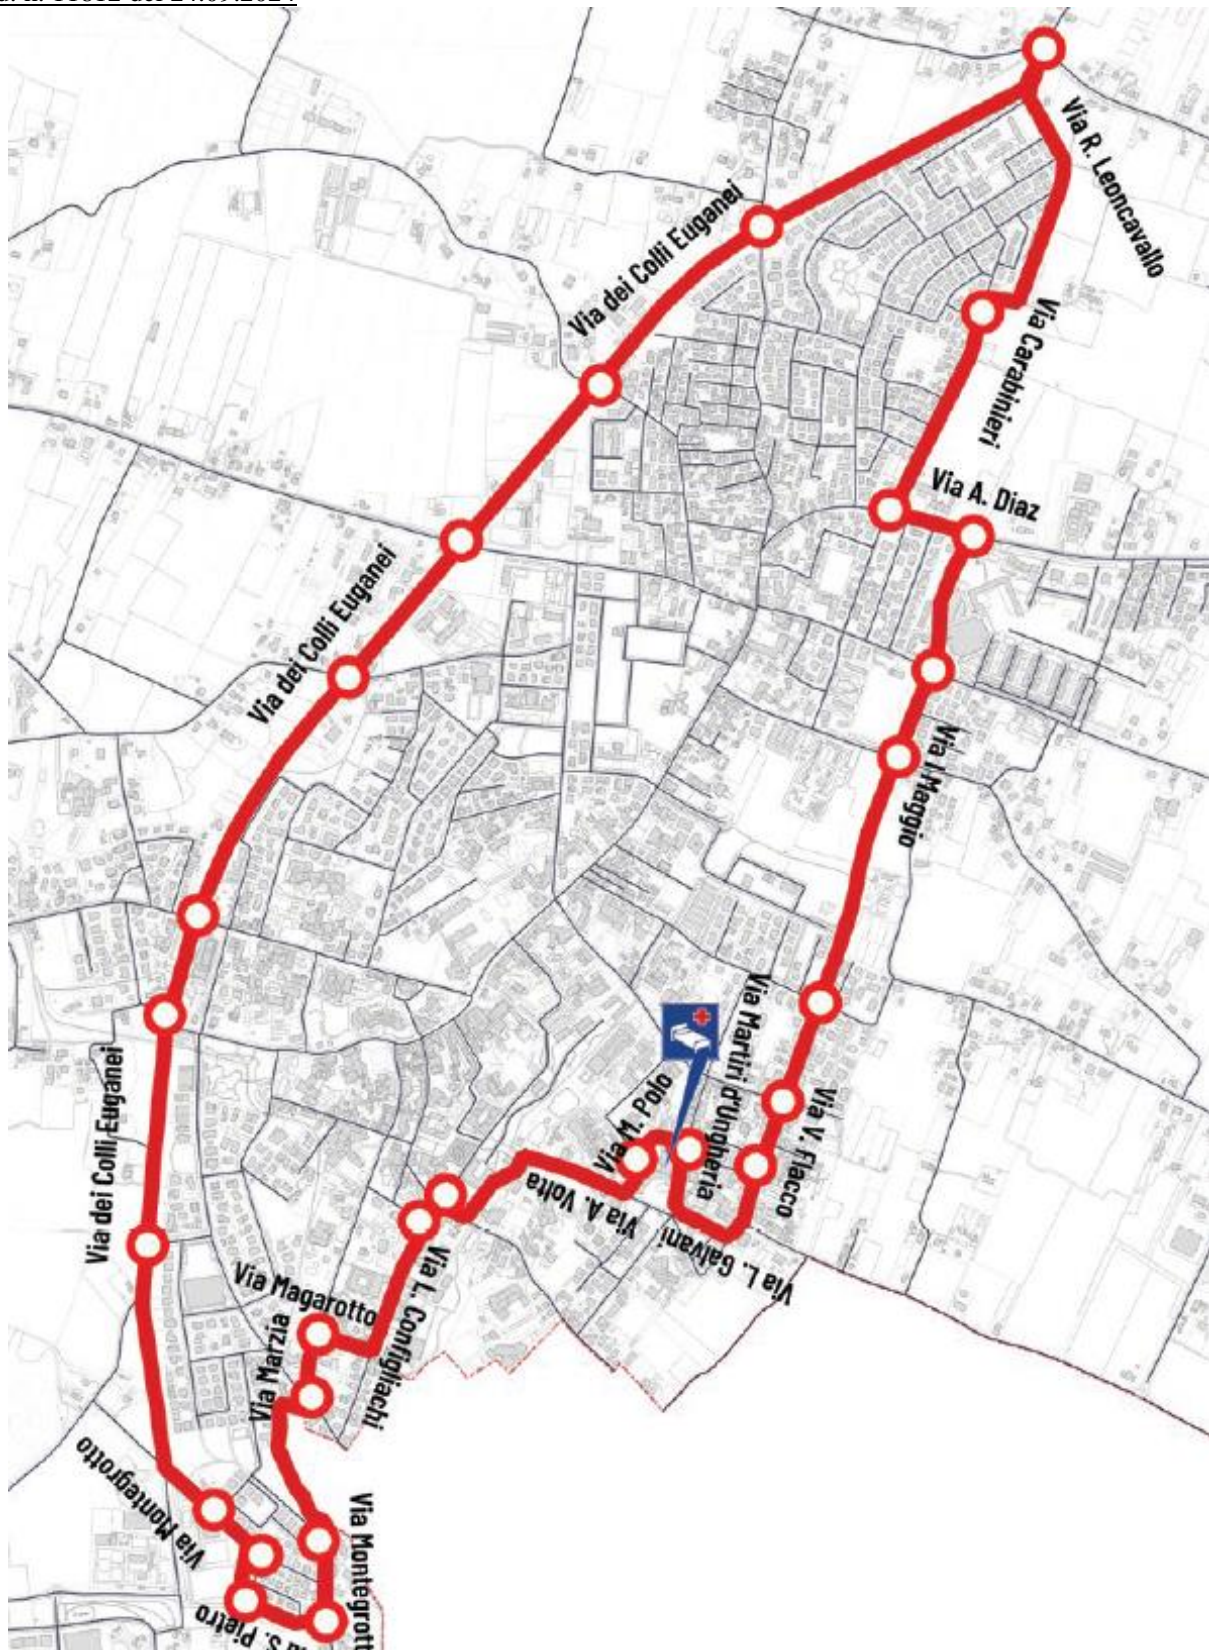 Via R. Leoncavallo
Via dei Colli Euganei
Via Carabinieri
Via A. Diaz
Via dei Colli Euganei
Via I Maggio
Via Martiri d'Ungheria
Via M. Polo
Via dei Colli Euganei
Via V. Flacco
Via A. Volta
Via L. Galvani
Via L. Configliachi
Via Magarotto
Via Marzia
Via Montegrotto
Via Montegrott
S. Pietro